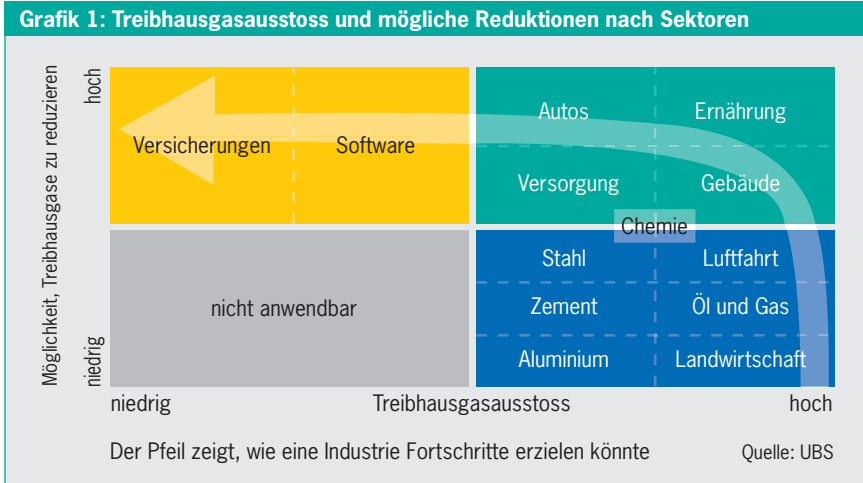 Grafik 1: Treibhausgasausstoss und mögliche Reduktionen nach Sektoren
Möglichkeit, Treibhausgase zu reduzieren
hoch
niedrig
Versicherungen
Software
Autos
Ernährung
Versorgung
Gebäude
Chemie
nicht anwendbar
Stahl
Luftfahrt
Zement
Öl und Gas
Aluminium
Landwirtschaft
niedrig
Treibhausgasausstoss
hoch
Der Pfeil zeigt, wie eine Industrie Fortschritte erzielen könnte
Quelle: UBS